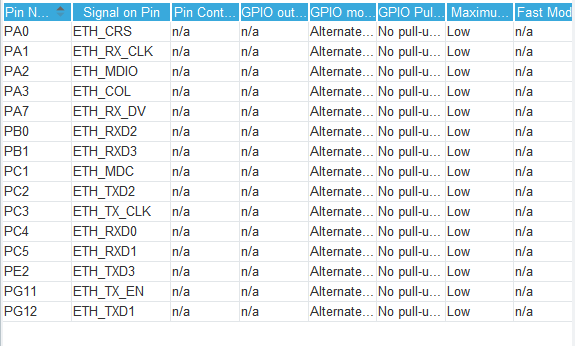 Pin N... Signal on Pin Pin Cont... GPIO out... GPIO mo... GPIO Pul... Maximu... Fast Mod
PA0 ETH_CRS n/a n/a Alternate... No pull-u... Low n/a
PA1 ETH_RX_CLK n/a n/a Alternate... No pull-u... Low n/a
PA2 ETH_MDIO n/a n/a Alternate... No pull-u... Low n/a
PA3 ETH_COL n/a n/a Alternate... No pull-u... Low n/a
PA7 ETH_RX_DV n/a n/a Alternate... No pull-u... Low n/a
PB0 ETH_RXD2 n/a n/a Alternate... No pull-u... Low n/a
PB1 ETH_RXD3 n/a n/a Alternate... No pull-u... Low n/a
PC1 ETH_MDC n/a n/a Alternate... No pull-u... Low n/a
PC2 ETH_TXD2 n/a n/a Alternate... No pull-u... Low n/a
PC3 ETH_TX_CLK n/a n/a Alternate... No pull-u... Low n/a
PC4 ETH_RXD0 n/a n/a Alternate... No pull-u... Low n/a
PC5 ETH_RXD1 n/a n/a Alternate... No pull-u... Low n/a
PE2 ETH_TXD3 n/a n/a Alternate... No pull-u... Low n/a
PG11 ETH_TX_EN n/a n/a Alternate... No pull-u... Low n/a
PG12 ETH_TXD1 n/a n/a Alternate... No pull-u... Low n/a